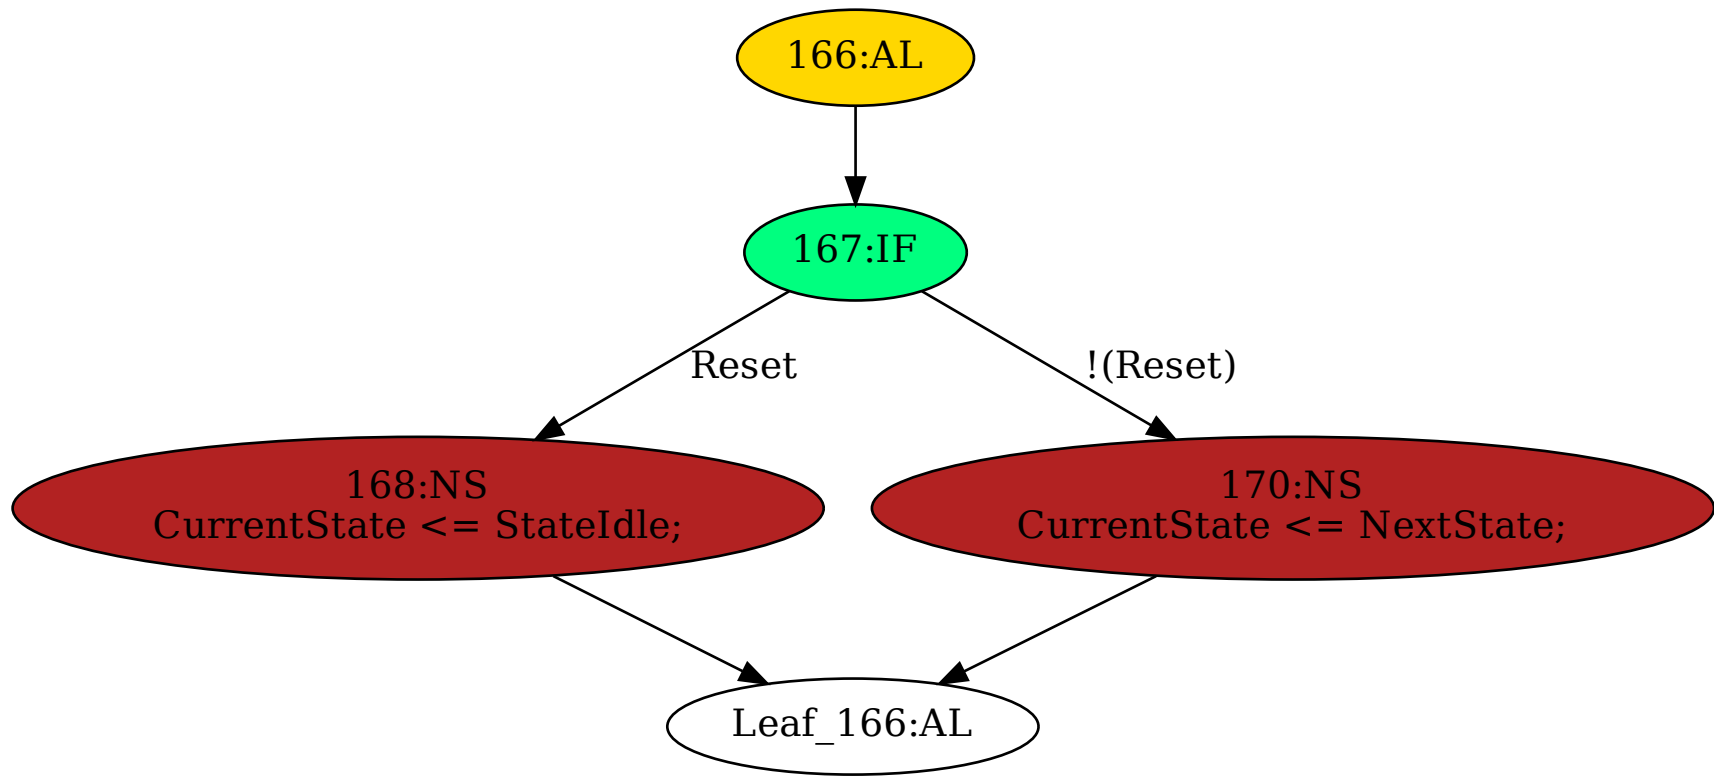 166:AL
167:IF
Reset
!(Reset)
168:NS
CurrentState <= StateIdle;
170:NS
CurrentState <= NextState;
Leaf_166:AL